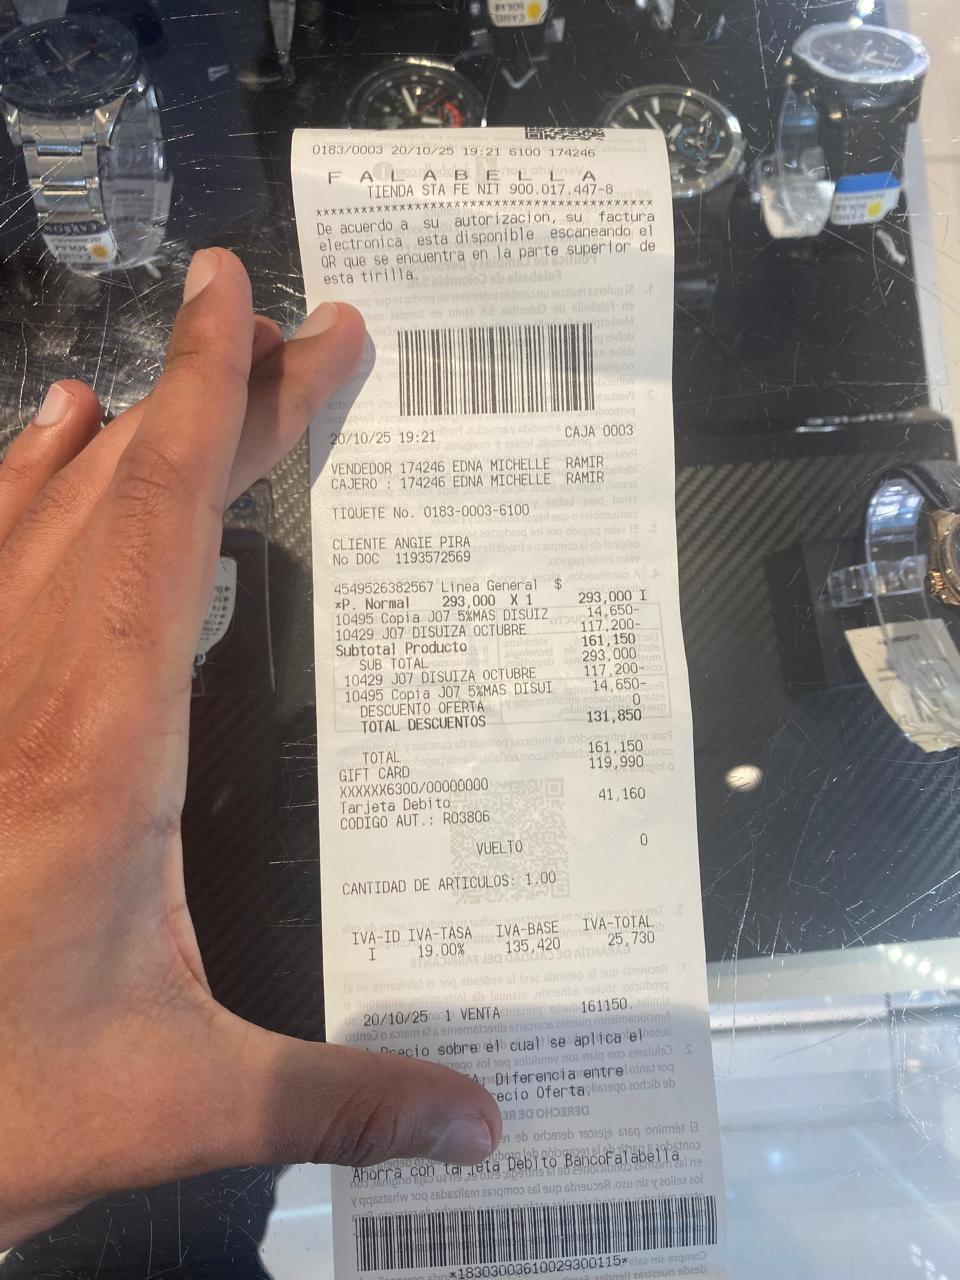 0183/0003 20/10/25 19:21 6100 174246
F A L A B E L L A
TIENDA STA FE NIT 900.017.447-8
****************************************
De acuerdo a su autorizacion, su factura
electronica esta disponible escaneando el
QR que se encuentra en la parte superior de
esta tirilla.
20/10/25 19:21 CAJA 0003
VENDEDOR 174246 EDNA MICHELLE RAMIR
CAJERO : 174246 EDNA MICHELLE RAMIR
TIQUETE No. 0183-0003-6100
CLIENTE ANGIE PIRA
No DOC 1193572569
4549526382567 Linea General $
*P. Normal 293,000 X 1 293,000 I
10495 Copia J07 5%MAS DISUIZ 14,650-
10429 J07 DISUIZA OCTUBRE 117,200-
Subtotal Producto 161,150
SUB TOTAL 293,000
10429 J07 DISUIZA OCTUBRE 117,200-
10495 Copia J07 5%MAS DISUI 14,650-
DESCUENTO OFERTA 0
TOTAL DESCUENTOS 131,850
TOTAL 161,150
GIFT CARD 119,990
XXXXXX6300/00000000
Tarjeta Debito 41,160
CODIGO AUT.: RO3806
VUELTO 0
CANTIDAD DE ARTICULOS: 1.00
IVA-ID IVA-TASA IVA-BASE IVA-TOTAL
I 19.00% 135,420 25,730
20/10/25 1 VENTA 161150.
Precio sobre el cual se aplica el
Diferencia entre
Oferta.
Ahorra con tarjeta Debito BancoFalabella
*18303003610029300115*